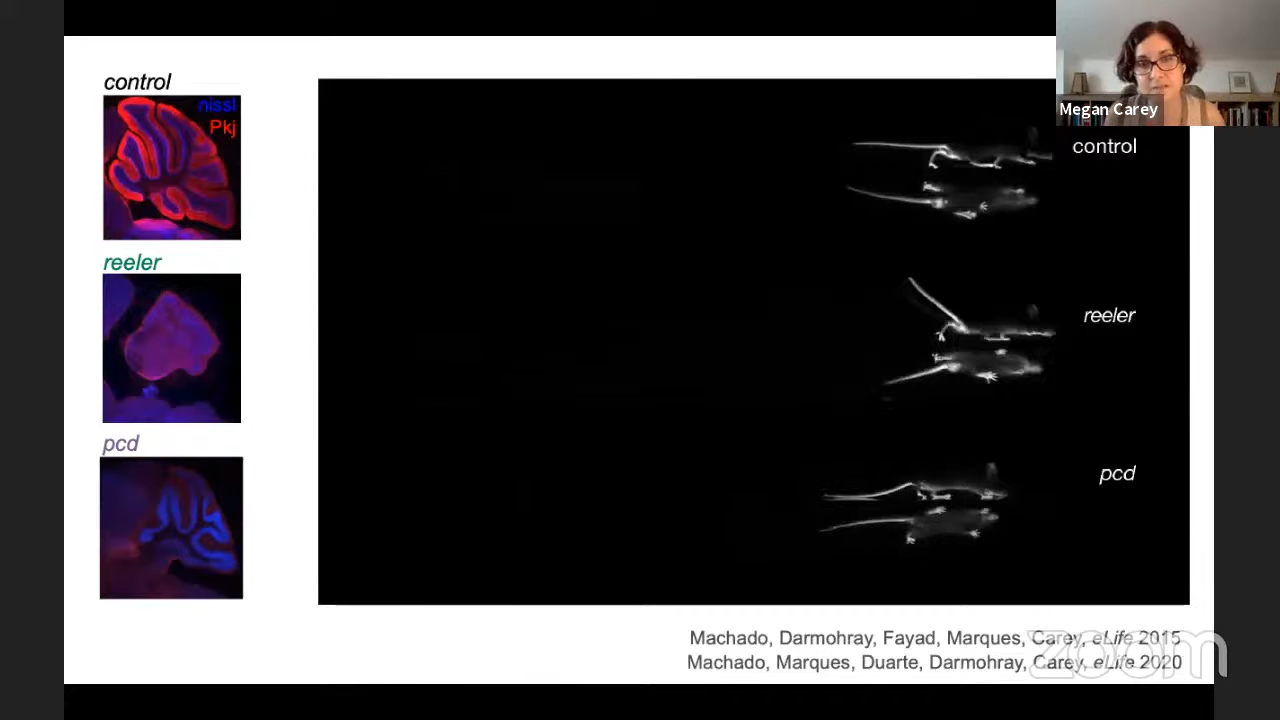 control
nissl
Pkj
reeler
pcd
Megan Carey
control
reeler
pcd
Machado, Darmohray, Fayad, Marques, Carey, eLife 2015
Machado, Marques, Duarte, Darmohray, Carey, eLife 2020
zoom